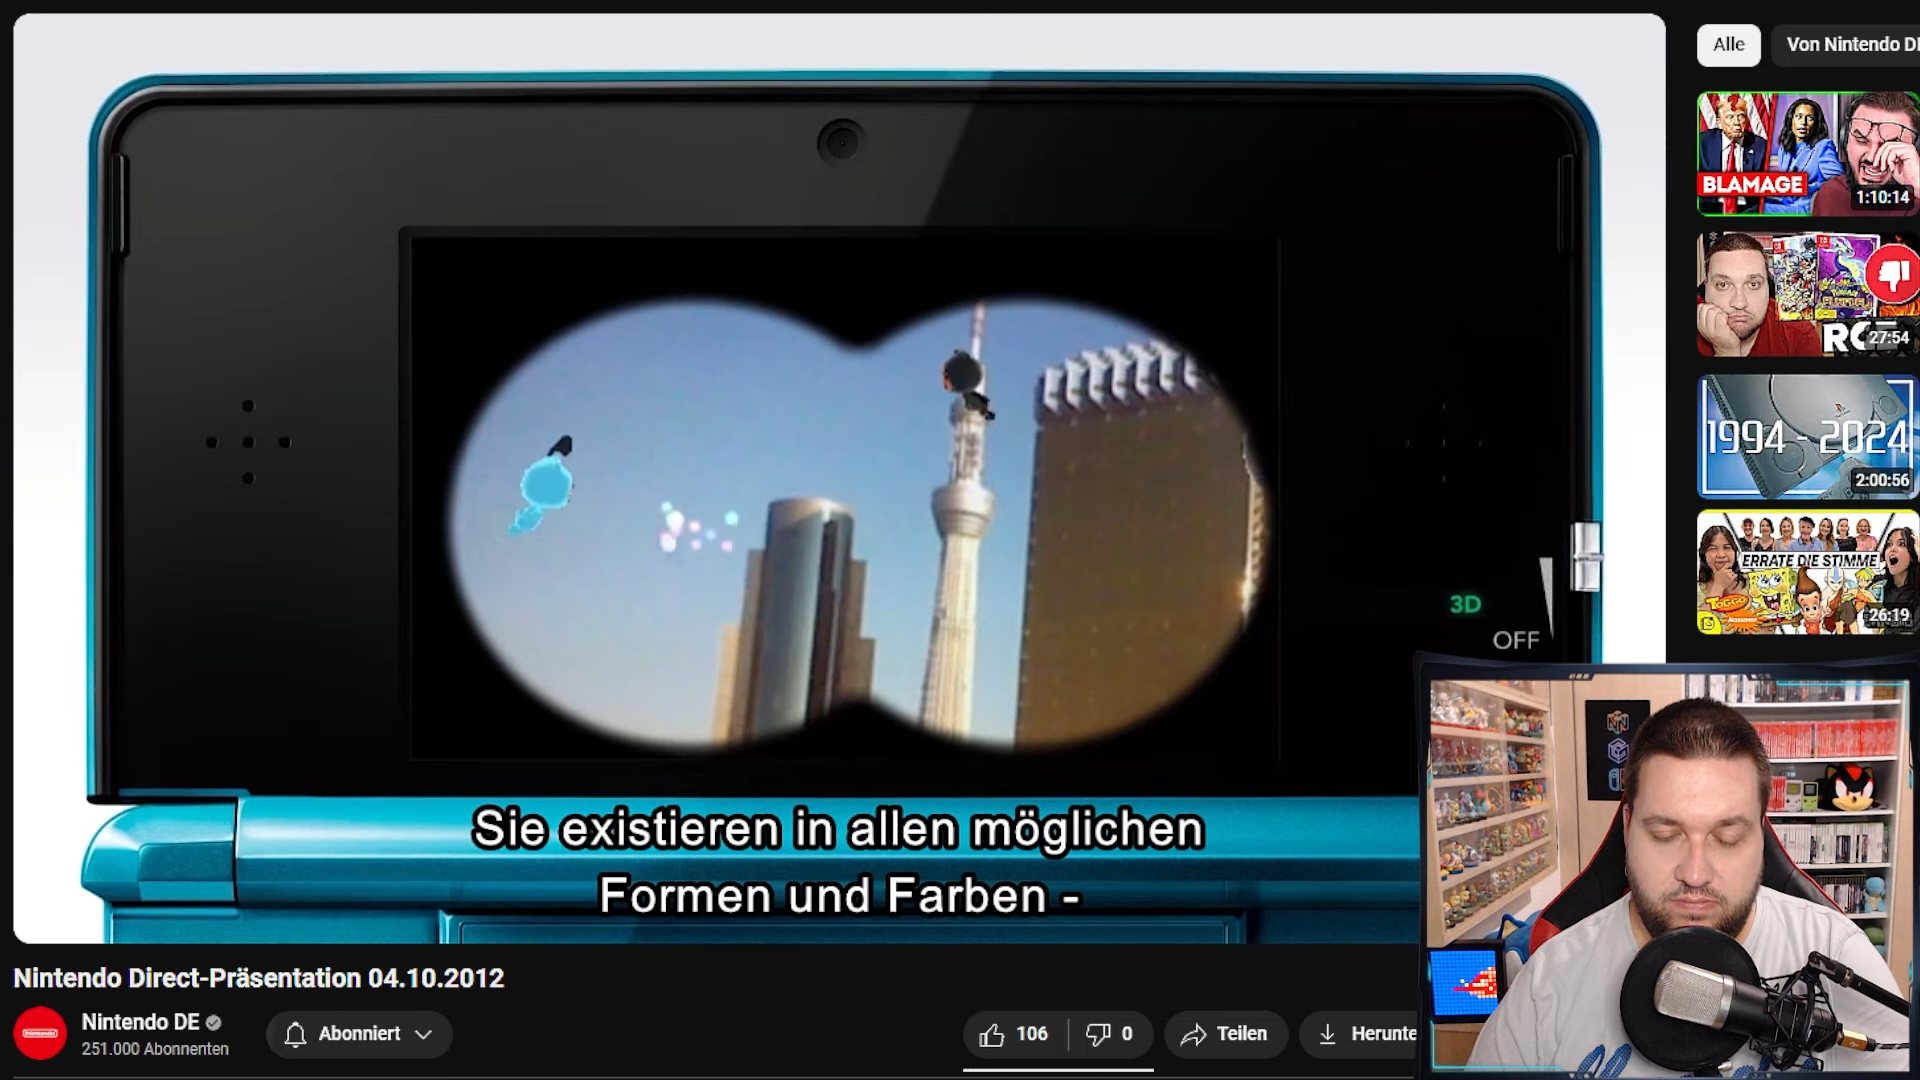 Alle
Von Nintendo DE
BLAMAGE
1:10:14
27:54
1994 - 2024
2:00:56
ERRATE DIE STIMME
TOGGO
26:19
3D
OFF
Sie existieren in allen möglichen
Formen und Farben -
Nintendo Direct-Präsentation 04.10.2012
Nintendo DE
251.000 Abonnenten
Abonniert
106
0
Teilen
Herunte